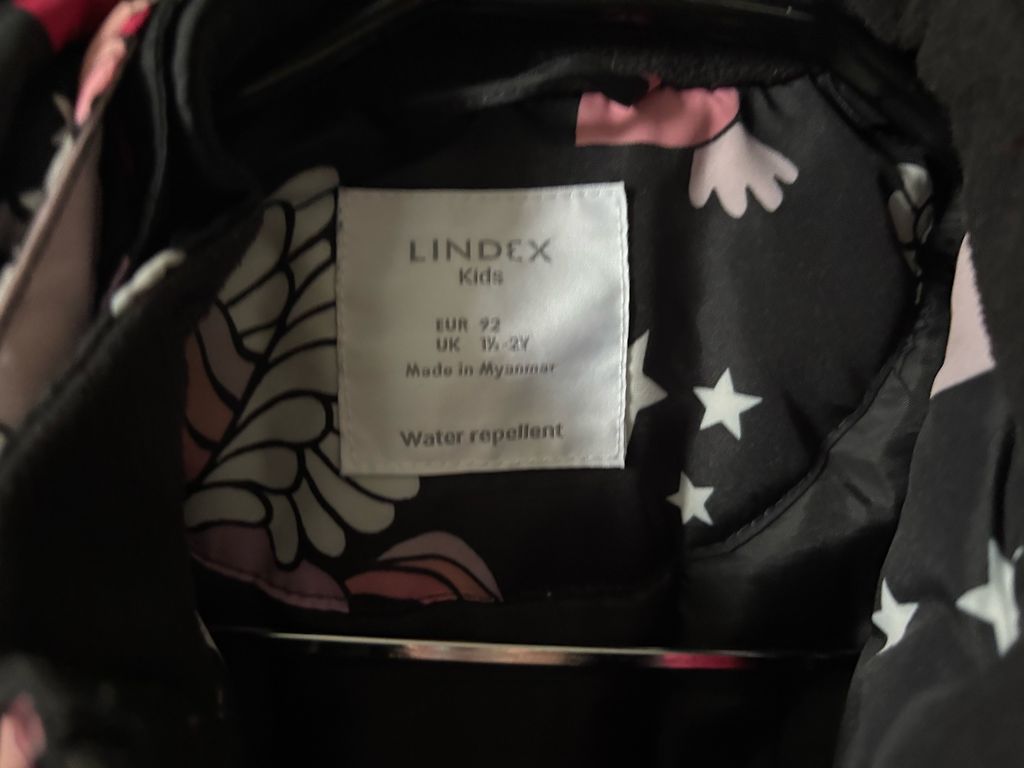 LINDEX
Kids
EUR 92
UK 1½-2Y
Made in Myanmar
Water repellent